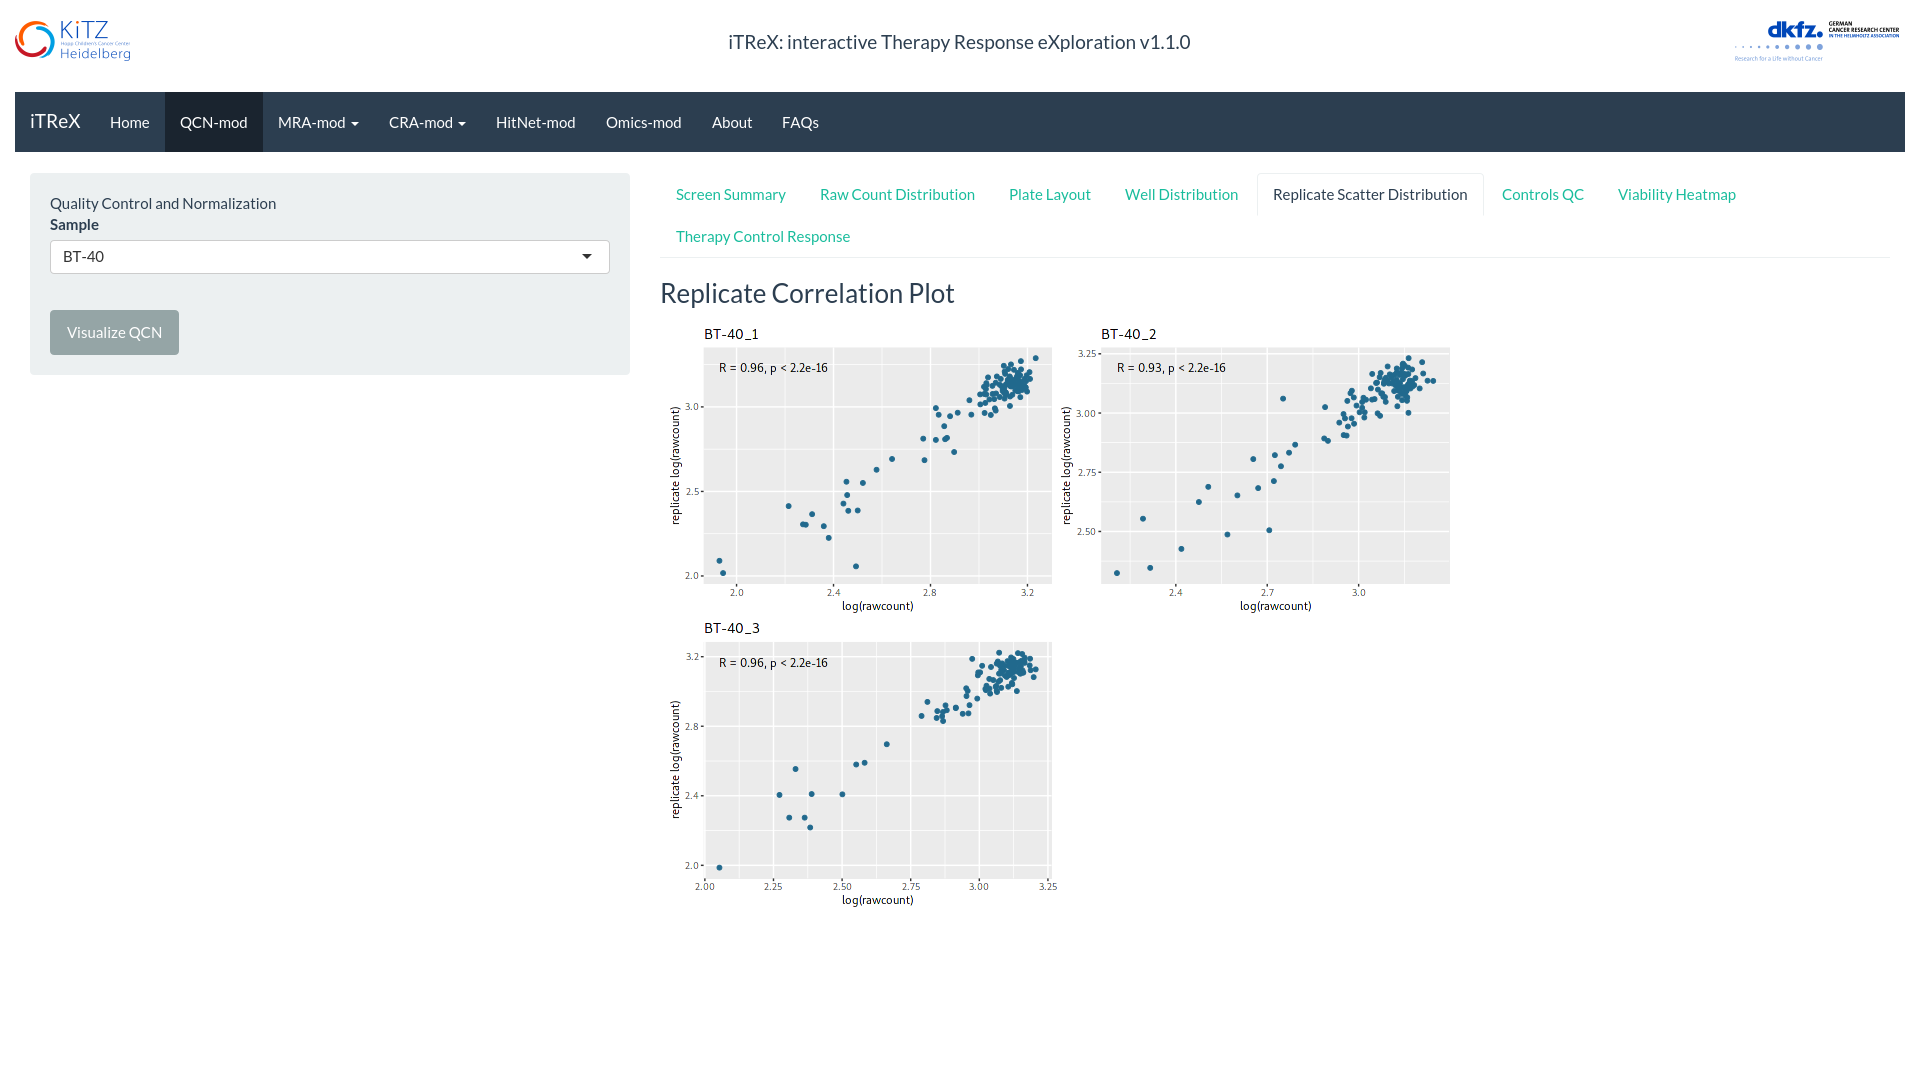 KiTZ
Hopp Children's Cancer Center
Heidelberg
iTReX: interactive Therapy Response eXploration v1.1.0
dkfz.
GERMAN
CANCER RESEARCH CENTER
IN THE HELMHOLTZ ASSOCIATION
Research for a Life without Cancer
iTReX Home QCN-mod MRA-mod CRA-mod HitNet-mod Omics-mod About FAQs
Quality Control and Normalization
Sample
BT-40
Visualize QCN
Screen Summary Raw Count Distribution Plate Layout Well Distribution Replicate Scatter Distribution Controls QC Viability Heatmap
Therapy Control Response
Replicate Correlation Plot
BT-40_1
R = 0.96, p < 2.2e-16
replicate log(rawcount)
3.0
2.5
2.0
2.0 2.4 2.8 3.2
log(rawcount)
BT-40_2
R = 0.93, p < 2.2e-16
replicate log(rawcount)
3.25
3.00
2.75
2.50
2.4 2.7 3.0
log(rawcount)
BT-40_3
R = 0.96, p < 2.2e-16
replicate log(rawcount)
3.2
2.8
2.4
2.0
2.00 2.25 2.50 2.75 3.00 3.25
log(rawcount)